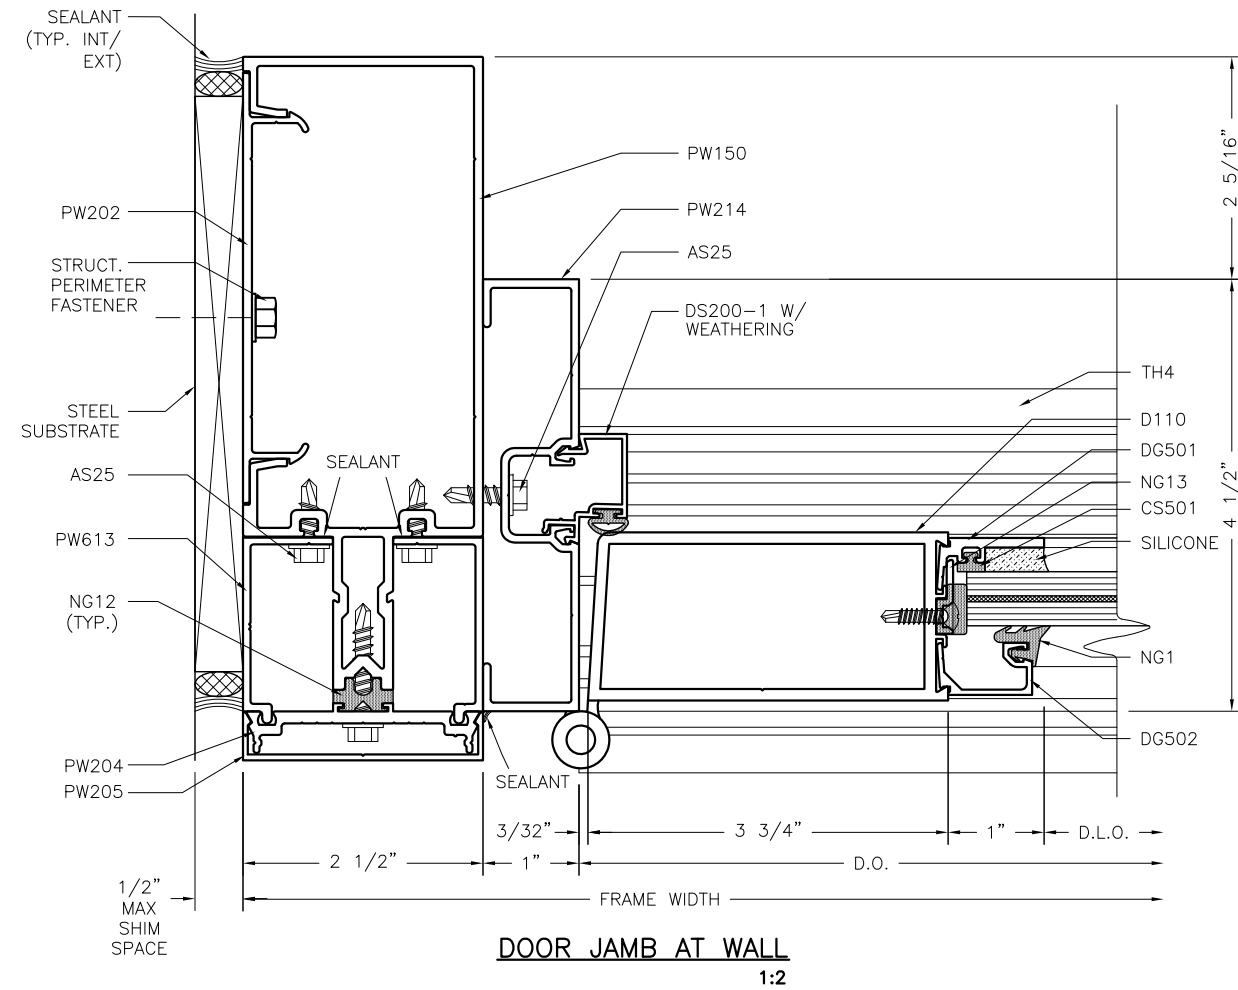 SEALANT
(TYP. INT/
EXT)
PW202
STRUCT.
PERIMETER
FASTENER
STEEL
SUBSTRATE
AS25
PW613
NG12
(TYP.)
PW204
PW205
SEALANT
PW150
PW214
AS25
DS200-1 W/
WEATHERING
TH4
D110
DG501
NG13
CS501
SILICONE
NG1
DG502
SEALANT
2 5/16”
4 1/2”
3/32”
3 3/4”
1”
D.L.O.
2 1/2”
1”
D.O.
1/2”
MAX
SHIM
SPACE
FRAME WIDTH
DOOR JAMB AT WALL
1:2